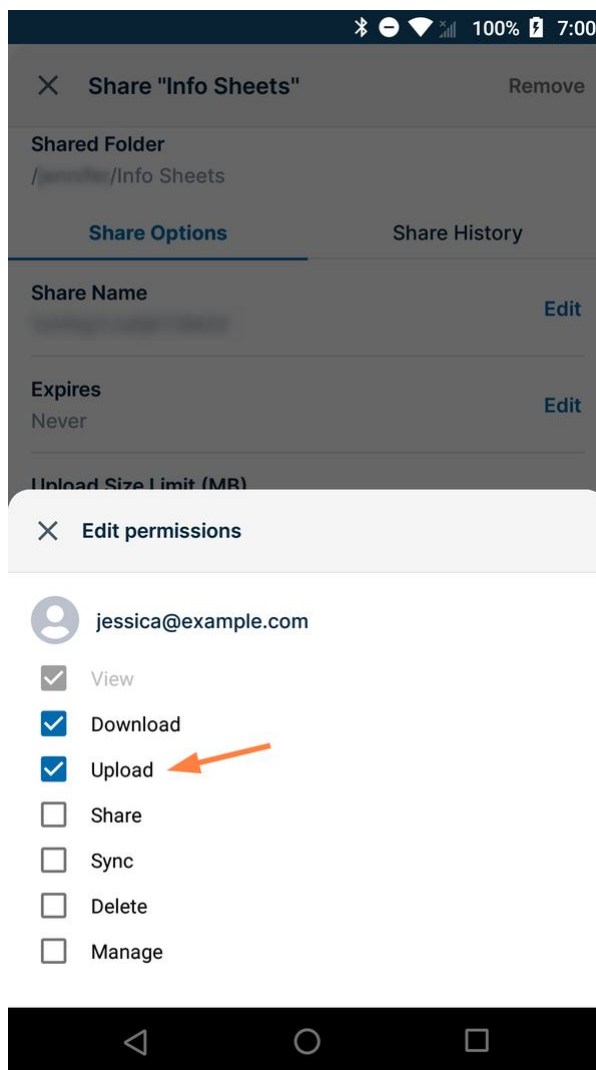 100% 7:00
Share "Info Sheets" Remove
Shared Folder
/ /Info Sheets
Share Options Share History
Share Name
Edit
Expires
Never
Edit
Upload Size Limit (MB)
Edit permissions
jessica@example.com
View
Download
Upload
Share
Sync
Delete
Manage